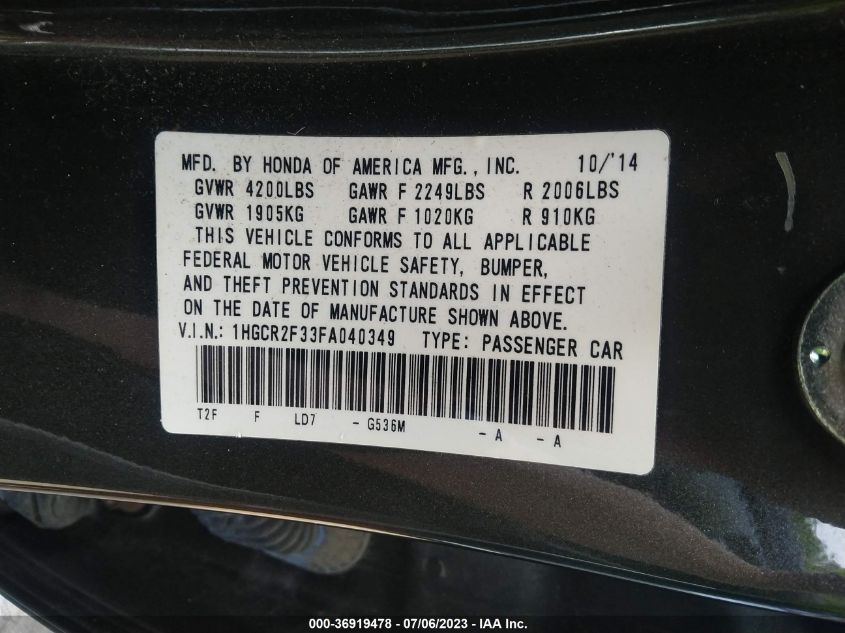 MFD. BY HONDA OF AMERICA MFG., INC. 10/'14
GVWR 4200LBS GAWR F 2249LBS R 2006LBS
GVWR 1905KG GAWR F 1020KG R 910KG
THIS VEHICLE CONFORMS TO ALL APPLICABLE
FEDERAL MOTOR VEHICLE SAFETY, BUMPER,
AND THEFT PREVENTION STANDARDS IN EFFECT
ON THE DATE OF MANUFACTURE SHOWN ABOVE.
V.I.N.: 1HGCR2F33FA040349 TYPE: PASSENGER CAR
T2F F LD7 - G536M - A - A
000-36919478 - 07/06/2023 - IAA Inc.